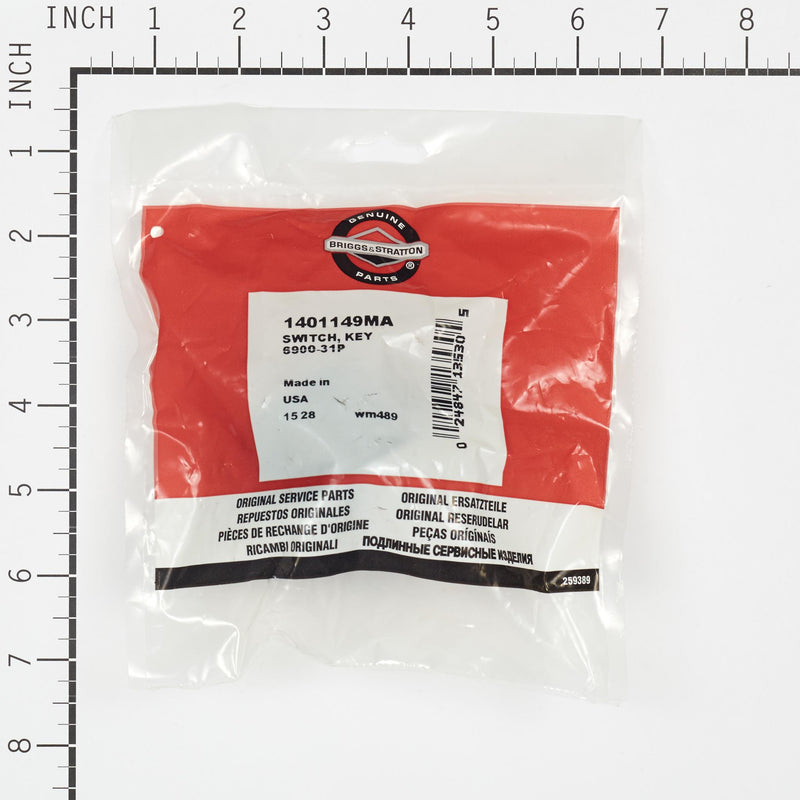 INCH 1 2 3 4 5 6 7 8
INCH
1
2
3
4
5
6
7
8
GENUINE
BRIGGS&STRATTON
®
PARTS
1401149MA
SWITCH, KEY
6900-31P
Made in
USA
15 28 wm489
0 24847 13530 5
ORIGINAL SERVICE PARTS
REPUESTOS ORIGINALES
PIÈCES DE RECHANGE D'ORIGINE
RICAMBI ORIGINALI
ORIGINAL ERSATZTEILE
ORIGINAL RESERUDELAR
PEÇAS ORIGINAIS
ПОДЛИННЫЕ СЕРВИСНЫЕ ИЗДЕЛИЯ
259389